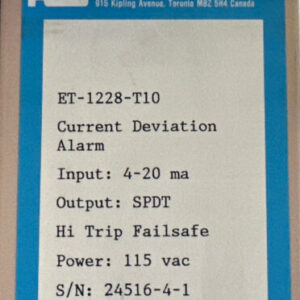 915 Kipling Avenue, Toronto M8Z 5H4 Canada
ET-1228-T10
Current Deviation
Alarm
Input: 4-20 ma
Output: SPDT
Hi Trip Failsafe
Power: 115 vac
S/N: 24516-4-1